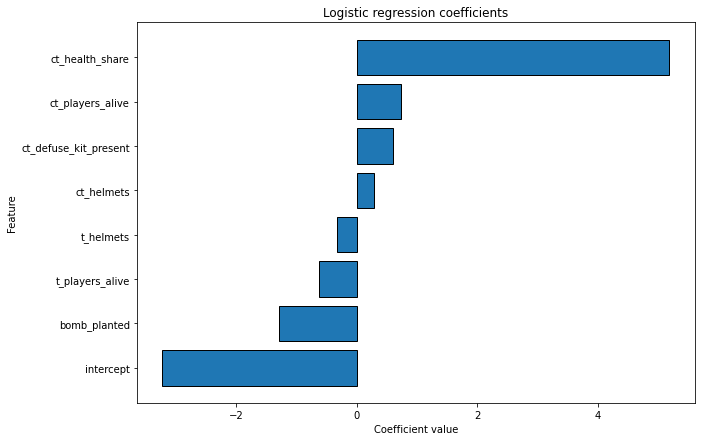 Logistic regression coefficients
ct_health_share
ct_players_alive
ct_defuse_kit_present
ct_helmets
t_helmets
t_players_alive
bomb_planted
intercept
Feature
−2
0
2
4
Coefficient value